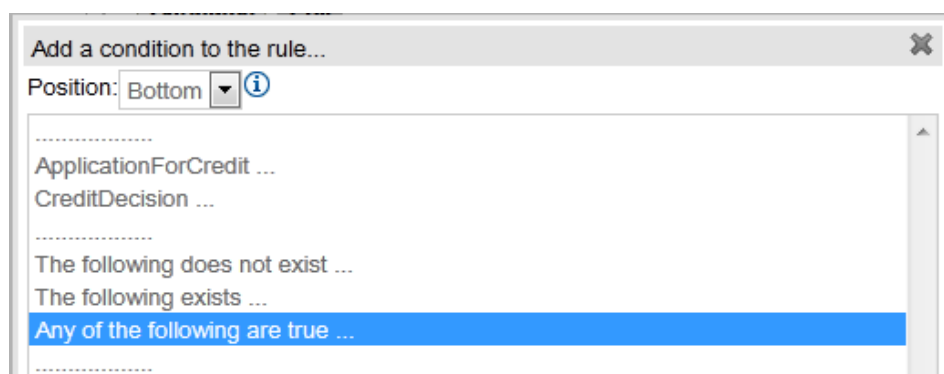 Add a condition to the rule...
Position: Bottom
..................
ApplicationForCredit ...
CreditDecision ...
..................
The following does not exist ...
The following exists ...
Any of the following are true ...
..................